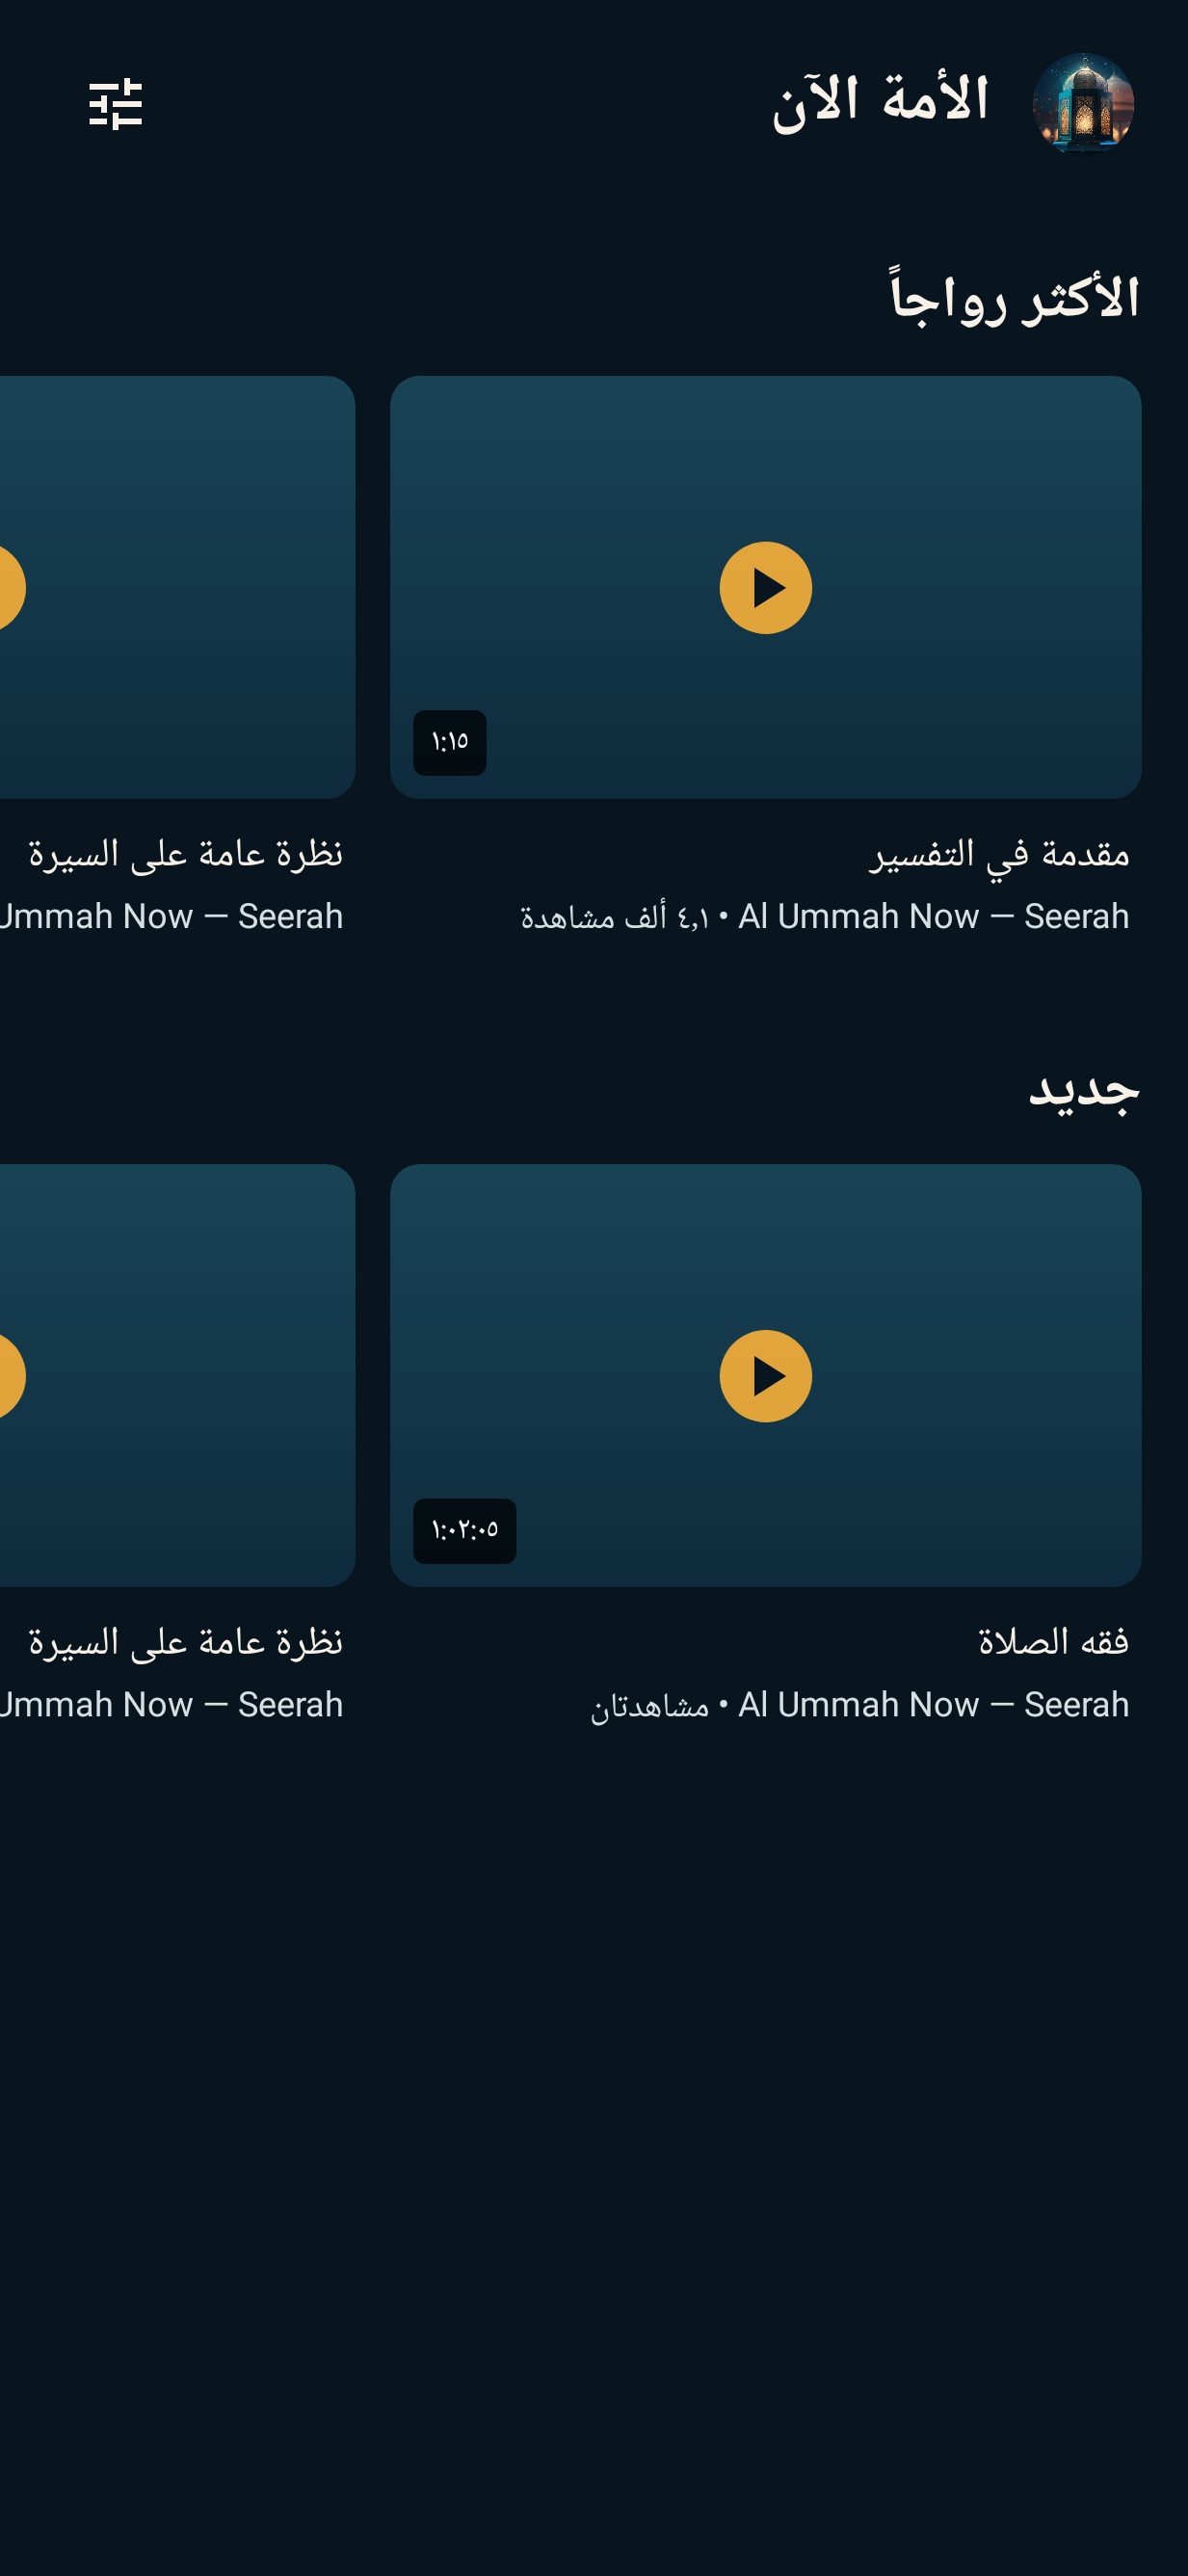 الأمة الآن
الأكثر رواجاً
١:١٥
مقدمة في التفسير
Al Ummah Now — Seerah • ٤٫١ ألف مشاهدة
نظرة عامة على السيرة
Ummah Now — Seerah
جديد
١:٠٢:٠٥
فقه الصلاة
Al Ummah Now — Seerah • مشاهدتان
نظرة عامة على السيرة
Ummah Now — Seerah